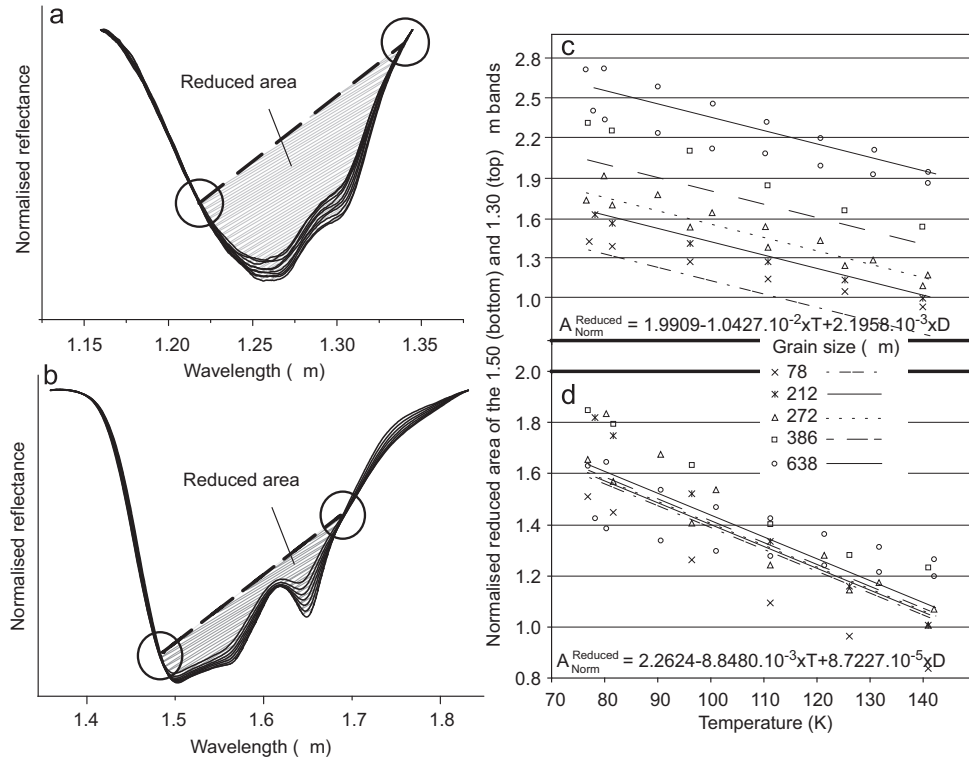 a
Reduced area
Normalised reflectance
1.15 1.20 1.25 1.30 1.35
Wavelength ( m)
b
Reduced area
Normalised reflectance
1.4 1.5 1.6 1.7 1.8
Wavelength ( m)
Normalised reduced area of the 1.50 (bottom) and 1.30 (top) m bands
c
2.8
2.5
2.2
1.9
1.6
1.3
1.0
A Reduced Norm = 1.9909-1.0427.10-2xT+2.1958.10-3xD
Grain size ( m)
78
212
272
386
638
d
2.0
1.8
1.6
1.4
1.2
1.0
0.8
A Reduced Norm = 2.2624-8.8480.10-3xT+8.7227.10-5xD
70 80 90 100 110 120 130 140
Temperature (K)